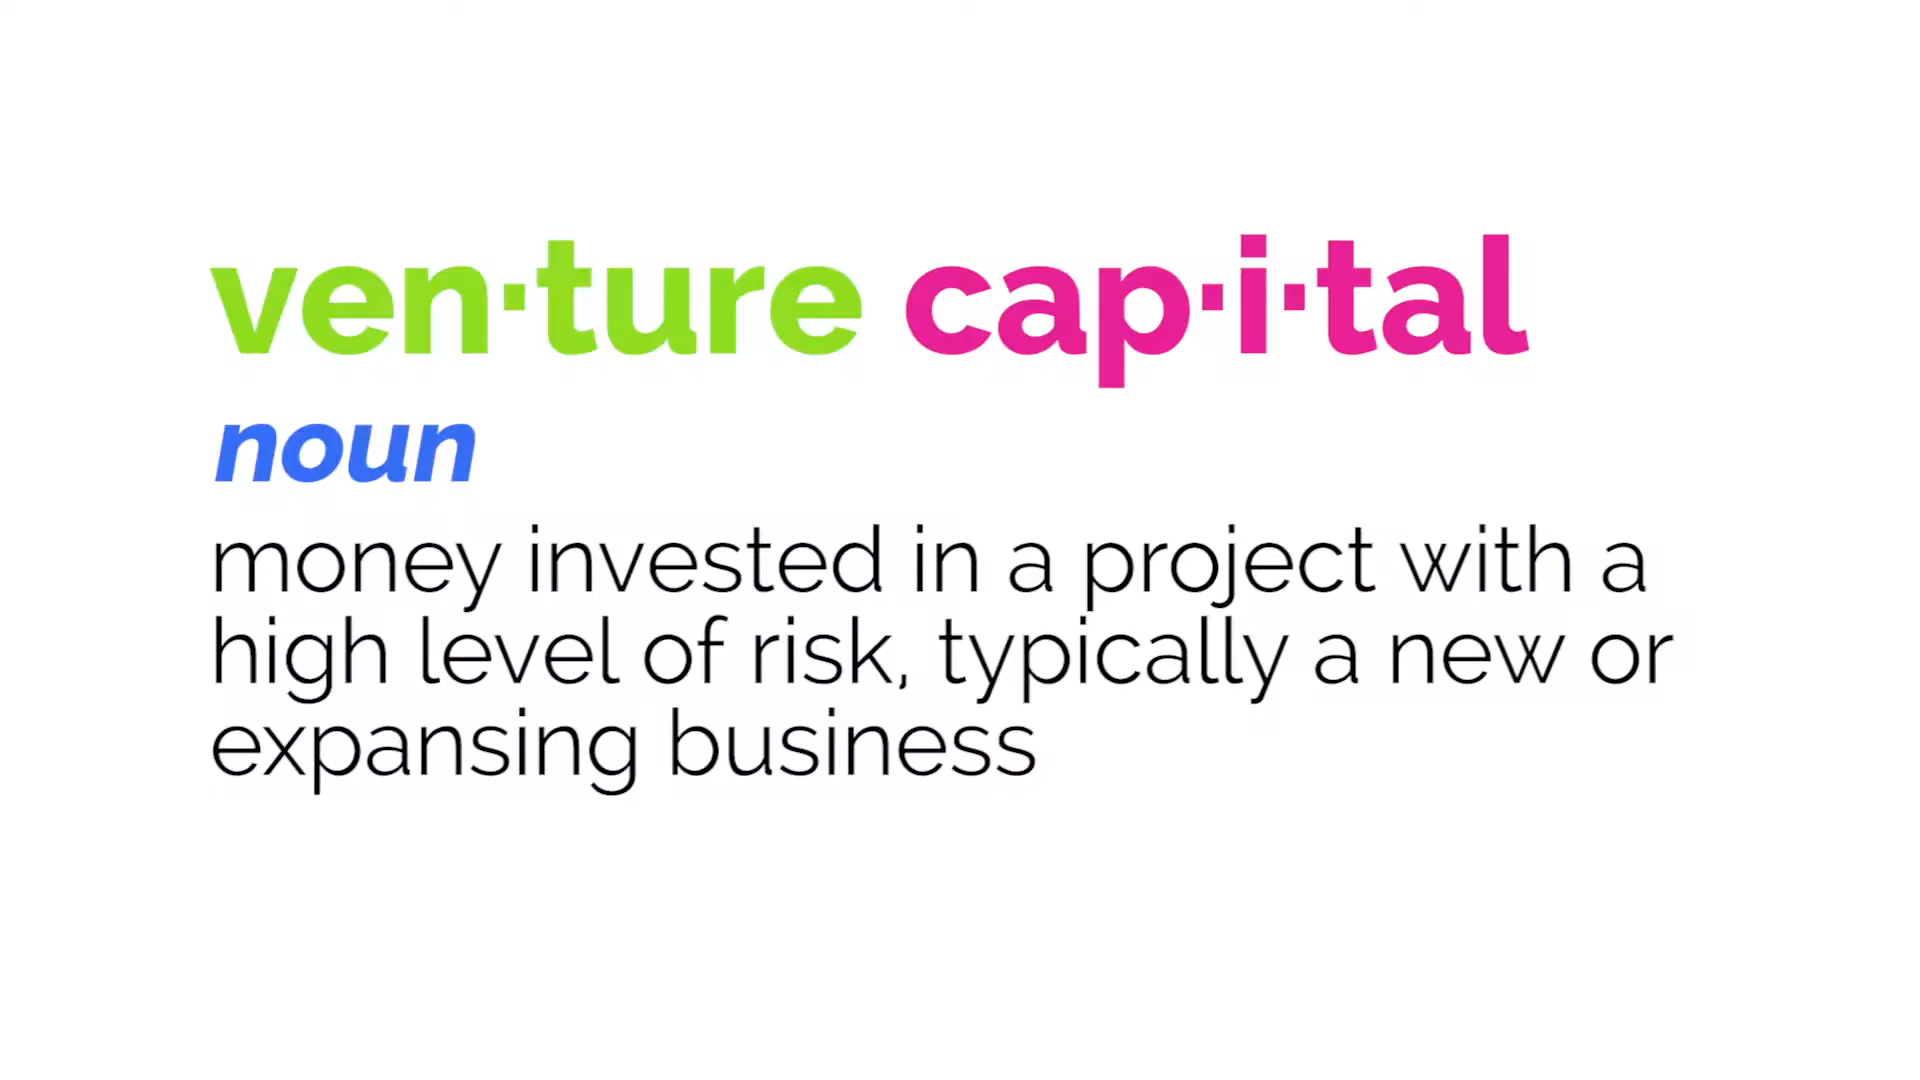 ven·ture cap·i·tal
noun
money invested in a project with a
high level of risk, typically a new or
expansing business